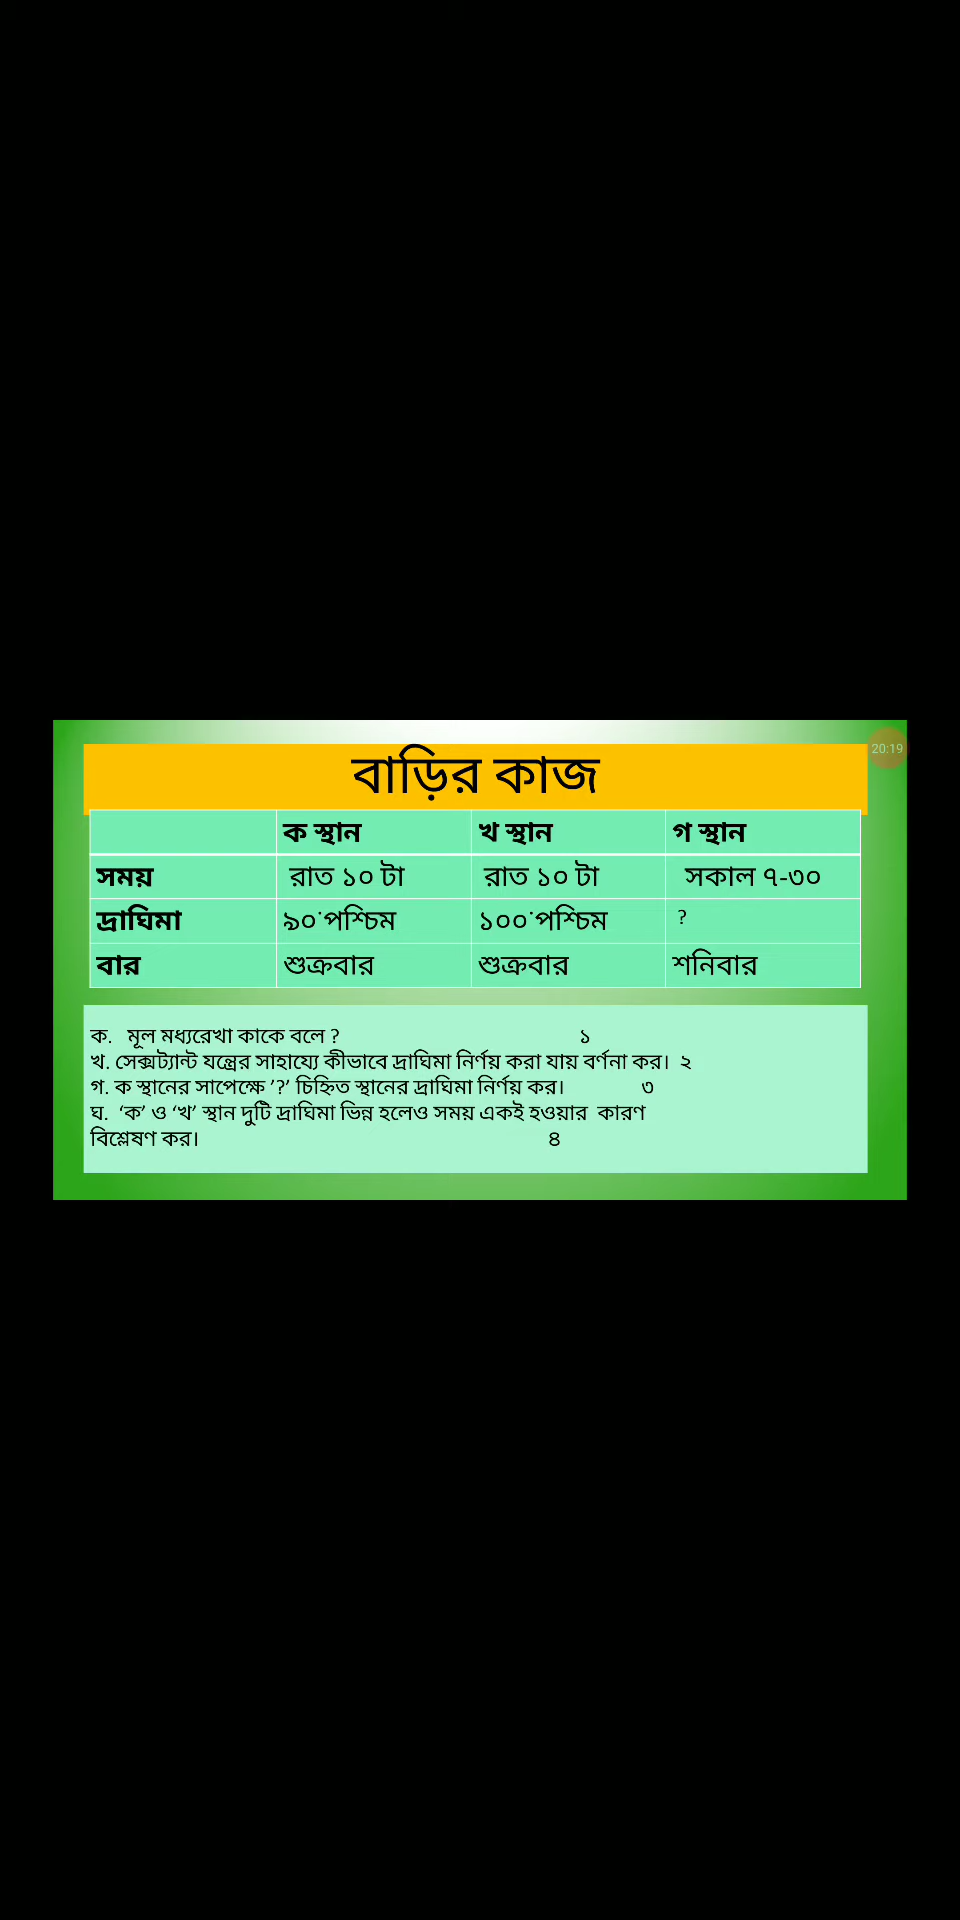 20:19
বাড়ির কাজ
ক স্থান খ স্থান গ স্থান
সময় রাত ১০ টা রাত ১০ টা সকাল ৭-৩০
দ্রাঘিমা ৯০˙পশ্চিম ১০০˙পশ্চিম ?
বার শুক্রবার শুক্রবার শনিবার
ক. মূল মধ্যরেখা কাকে বলে ? ১
খ. সেক্সট্যান্ট যন্ত্রের সাহায্যে কীভাবে দ্রাঘিমা নির্ণয় করা যায় বর্ণনা কর। ২
গ. ক স্থানের সাপেক্ষে ’?’ চিহ্নিত স্থানের দ্রাঘিমা নির্ণয় কর। ৩
ঘ. ‘ক’ ও ‘খ’ স্থান দুটি দ্রাঘিমা ভিন্ন হলেও সময় একই হওয়ার কারণ
বিশ্লেষণ কর। ৪